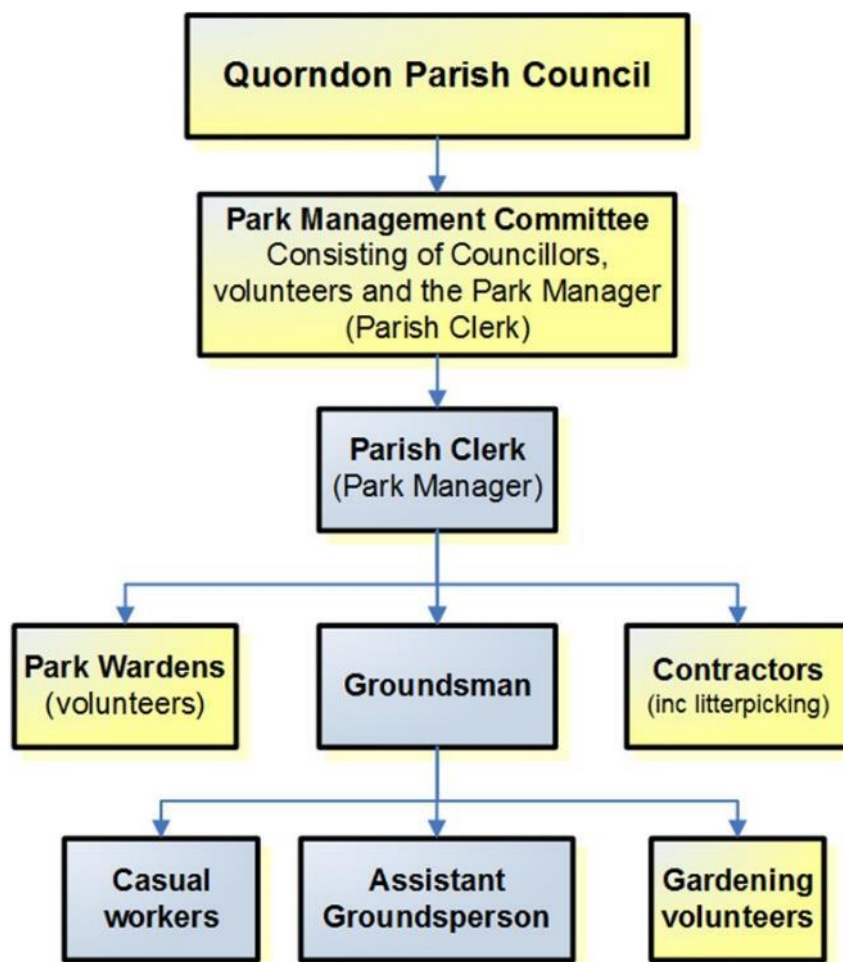 Quorndon Parish Council
Park Management Committee
Consisting of Councillors,
volunteers and the Park Manager
(Parish Clerk)
Parish Clerk
(Park Manager)
Park Wardens
(volunteers)
Groundsman
Contractors
(inc litterpicking)
Casual
workers
Assistant
Groundsperson
Gardening
volunteers